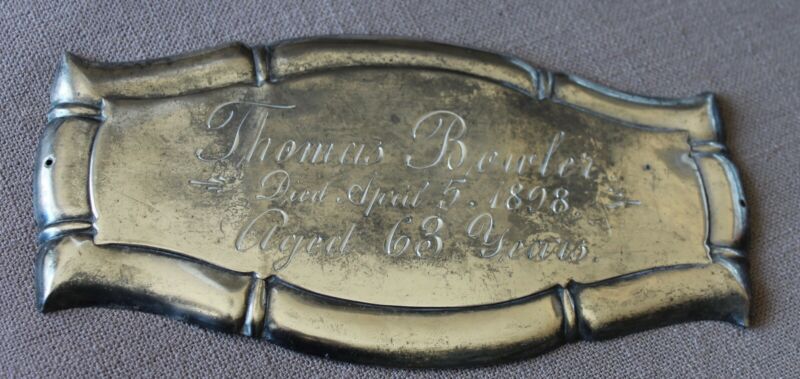 Thomas Bowler
Died April 5. 1898.
Aged 63 Years.